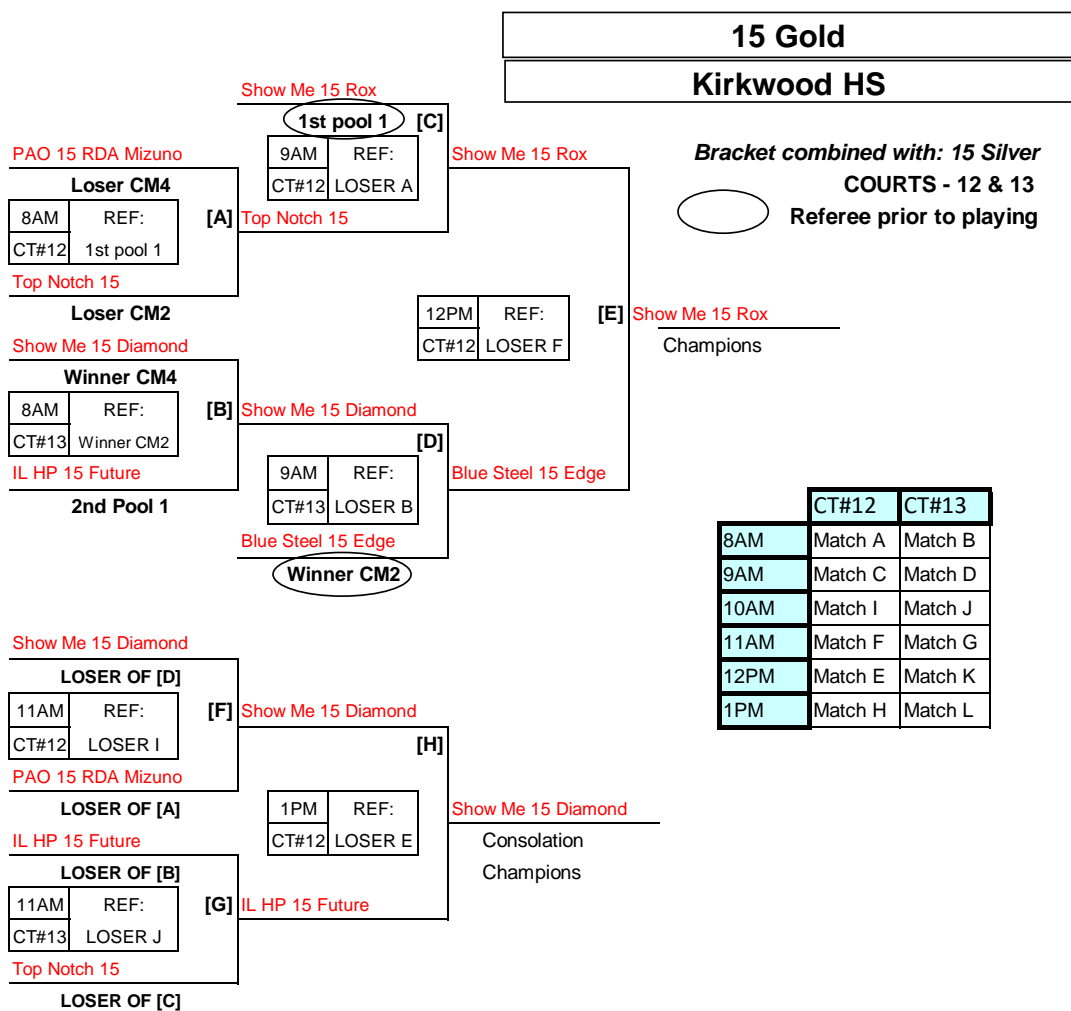 15 Gold
Kirkwood HS
Show Me 15 Rox
1st pool 1 [C]
PAO 15 RDA Mizuno
9AM REF:
Show Me 15 Rox
Bracket combined with: 15 Silver
Loser CM4
CT#12 LOSER A
COURTS - 12 & 13
8AM REF:
[A] Top Notch 15
Referee prior to playing
CT#12 1st pool 1
Top Notch 15
Loser CM2
12PM REF:
[E] Show Me 15 Rox
Show Me 15 Diamond
CT#12 LOSER F
Champions
Winner CM4
8AM REF:
[B] Show Me 15 Diamond
CT#13 Winner CM2
[D]
IL HP 15 Future
9AM REF:
Blue Steel 15 Edge
2nd Pool 1
CT#13 LOSER B
Blue Steel 15 Edge
Winner CM2
CT#12 CT#13
8AM Match A Match B
9AM Match C Match D
10AM Match I Match J
11AM Match F Match G
12PM Match E Match K
1PM Match H Match L
Show Me 15 Diamond
LOSER OF [D]
11AM REF:
[F] Show Me 15 Diamond
CT#12 LOSER I
[H]
PAO 15 RDA Mizuno
LOSER OF [A]
1PM REF:
Show Me 15 Diamond
IL HP 15 Future
CT#12 LOSER E
Consolation
LOSER OF [B]
Champions
11AM REF:
[G] IL HP 15 Future
CT#13 LOSER J
Top Notch 15
LOSER OF [C]